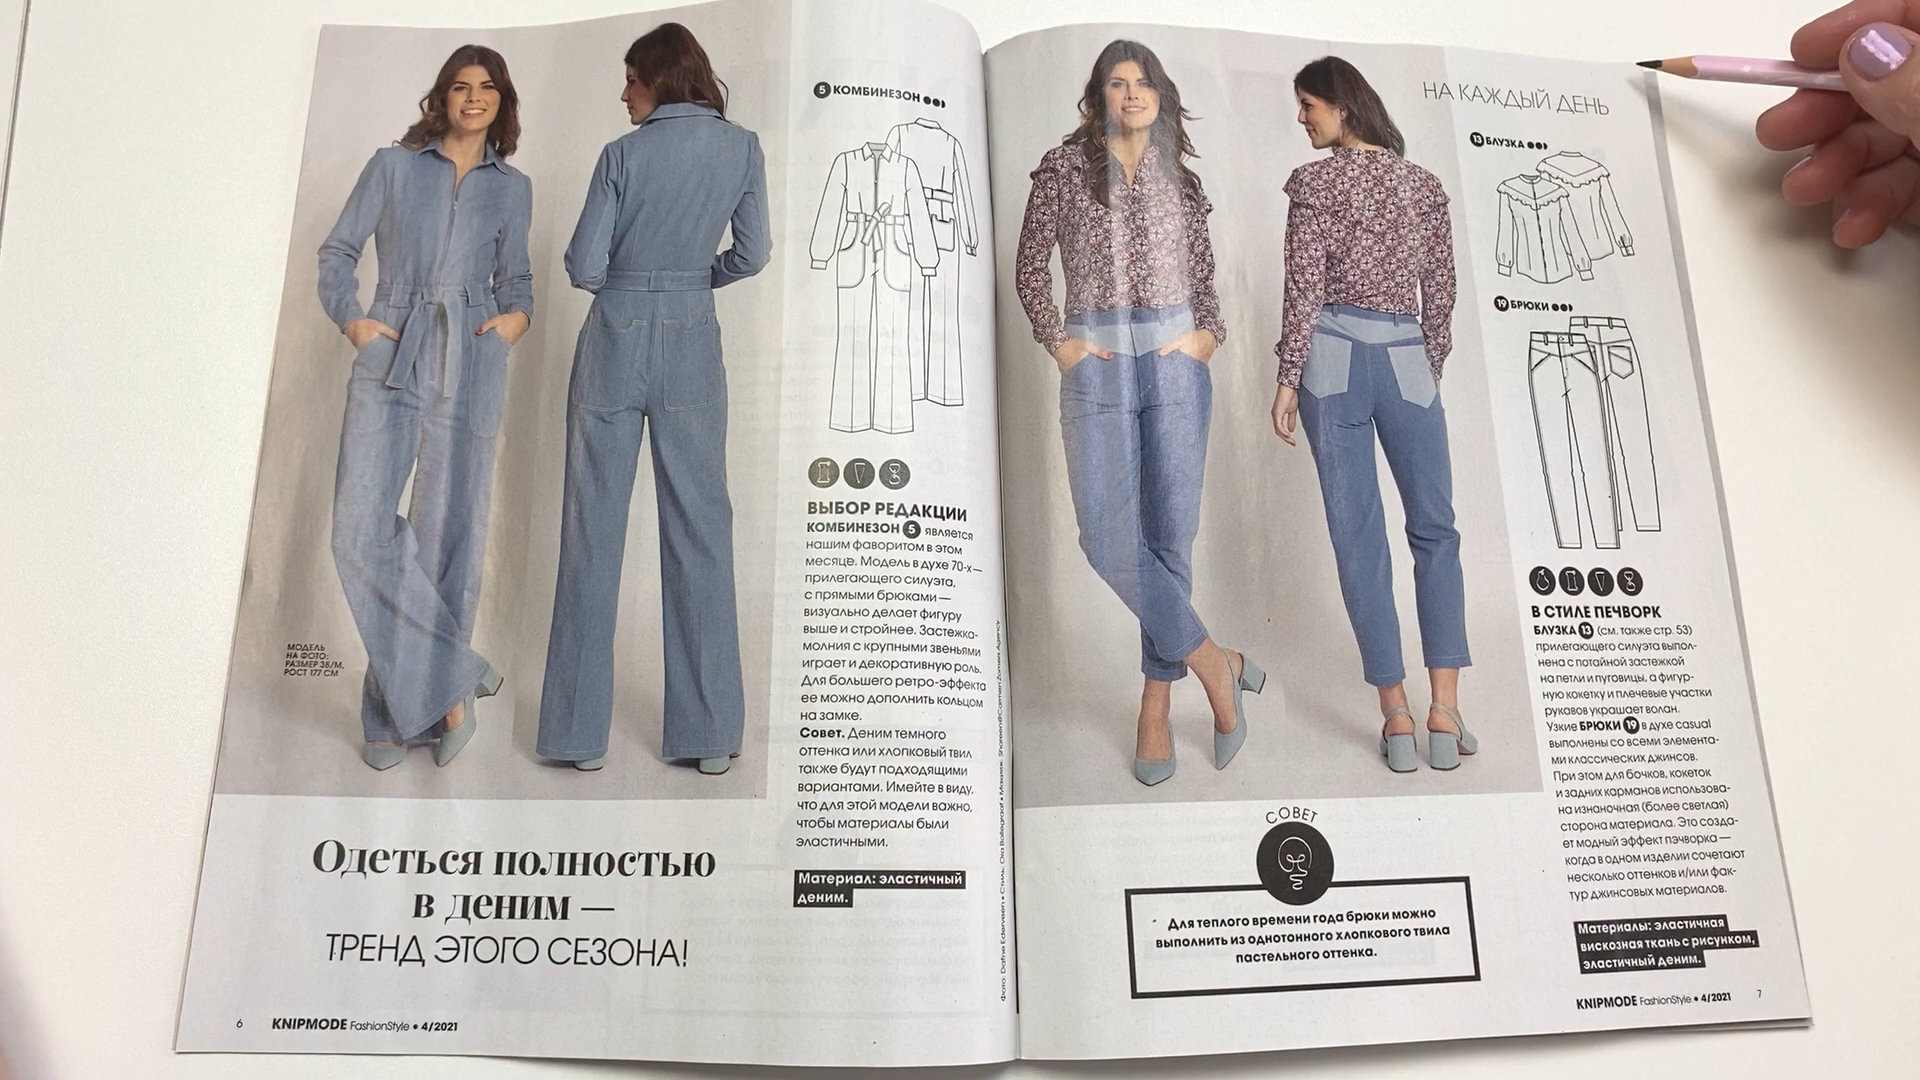 5 КОМБИНЕЗОН
ВЫБОР РЕДАКЦИИ
КОМБИНЕЗОН 5 является
нашим фаворитом в этом
месяце. Модель в духе 70-х —
прилегающего силуэта,
с прямыми брюками —
визуально делает фигуру
выше и стройнее. Застежка-
молния с крупными звеньями
играет и декоративную роль.
Для большего ретро-эффекта
ее можно дополнить кольцом
на замке.
Совет. Деним темного
оттенка или хлопковый твил
также будут подходящими
вариантами. Имейте в виду,
что для этой модели важно,
чтобы материалы были
эластичными.
Материал: эластичный
деним.
МОДЕЛЬ
НА ФОТО:
РАЗМЕР 38/М,
РОСТ 177 СМ
Одеться полностью
в деним —
ТРЕНД ЭТОГО СЕЗОНА!
6 KNIPMODE FashionStyle • 4/2021
НА КАЖДЫЙ ДЕНЬ
13 БЛУЗКА
19 БРЮКИ
В СТИЛЕ ПЕЧВОРК
БЛУЗКА 13 (см. также стр. 53)
прилегающего силуэта выпол-
нена с потайной застежкой
на петли и пуговицы, а фигур-
ную кокетку и плечевые участки
рукавов украшает волан.
Узкие БРЮКИ 19 в духе casual
выполнены со всеми элемента-
ми классических джинсов.
При этом для бочков, кокеток
и задних карманов использова-
на изнаночная (более светлая)
сторона материала. Это созда-
ет модный эффект пэчворка —
когда в одном изделии сочетают
несколько оттенков и/или фак-
тур джинсовых материалов.
Материалы: эластичная
вискозная ткань с рисунком,
эластичный деним.
СОВЕТ
Для теплого времени года брюки можно
выполнить из однотонного хлопкового твила
пастельного оттенка.
KNIPMODE FashionStyle • 4/2021 7